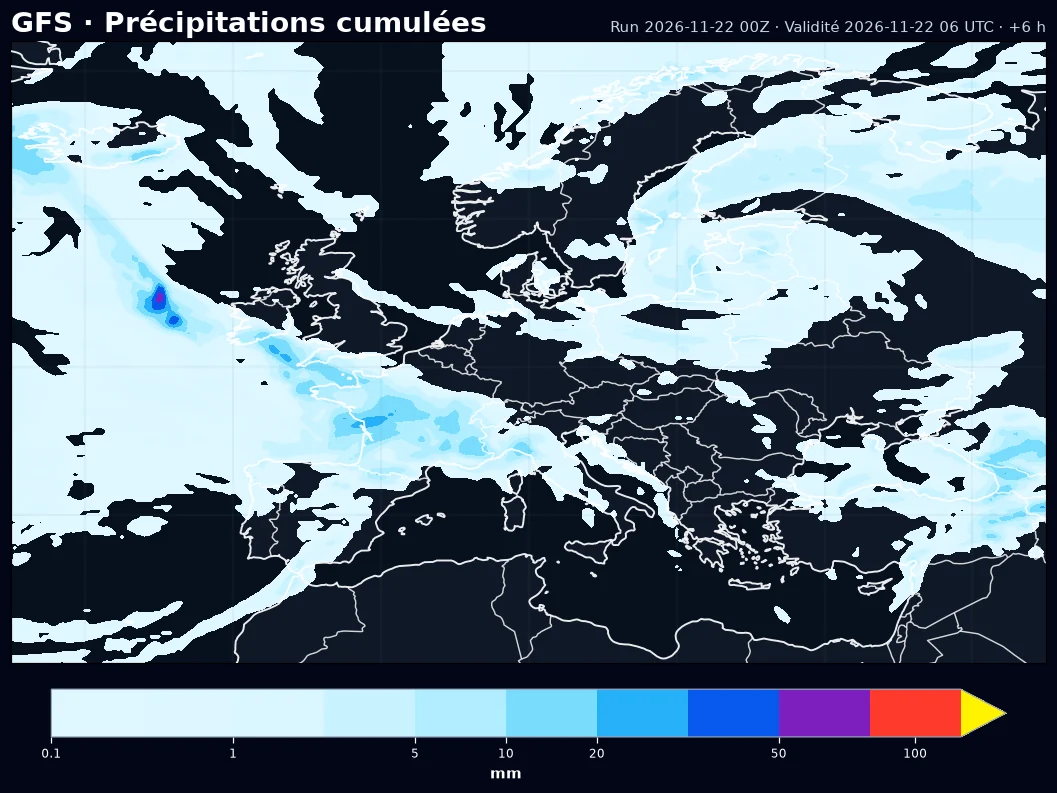 GFS · Précipitations cumulées
Run 2026-11-22 00Z · Validité 2026-11-22 06 UTC · +6 h
0.1 1 5 10 20 50 100
mm